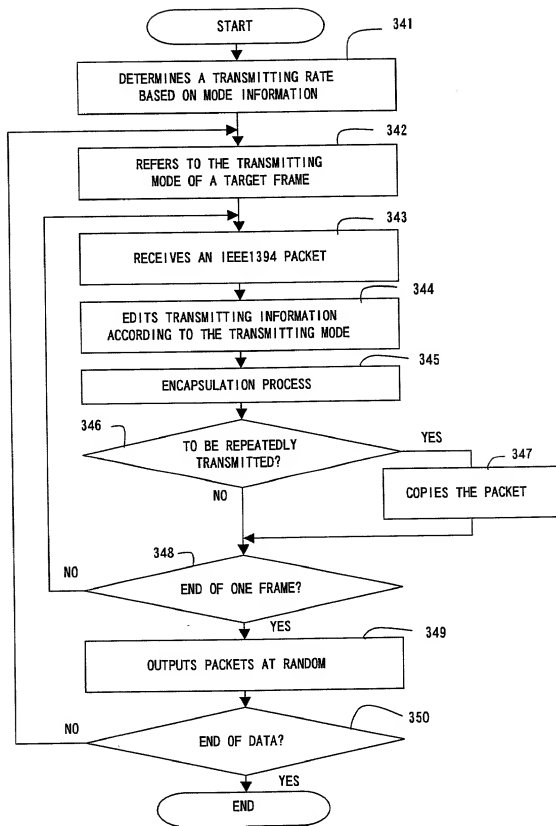 START
341
DETERMINES A TRANSMITTING RATE
BASED ON MODE INFORMATION
342
REFERS TO THE TRANSMITTING
MODE OF A TARGET FRAME
343
RECEIVES AN IEEE1394 PACKET
344
EDITS TRANSMITTING INFORMATION
ACCORDING TO THE TRANSMITTING MODE
345
ENCAPSULATION PROCESS
346
TO BE REPEATEDLY
TRANSMITTED?
YES
347
COPIES THE PACKET
NO
348
NO
END OF ONE FRAME?
YES
349
OUTPUTS PACKETS AT RANDOM
350
NO
END OF DATA?
YES
END